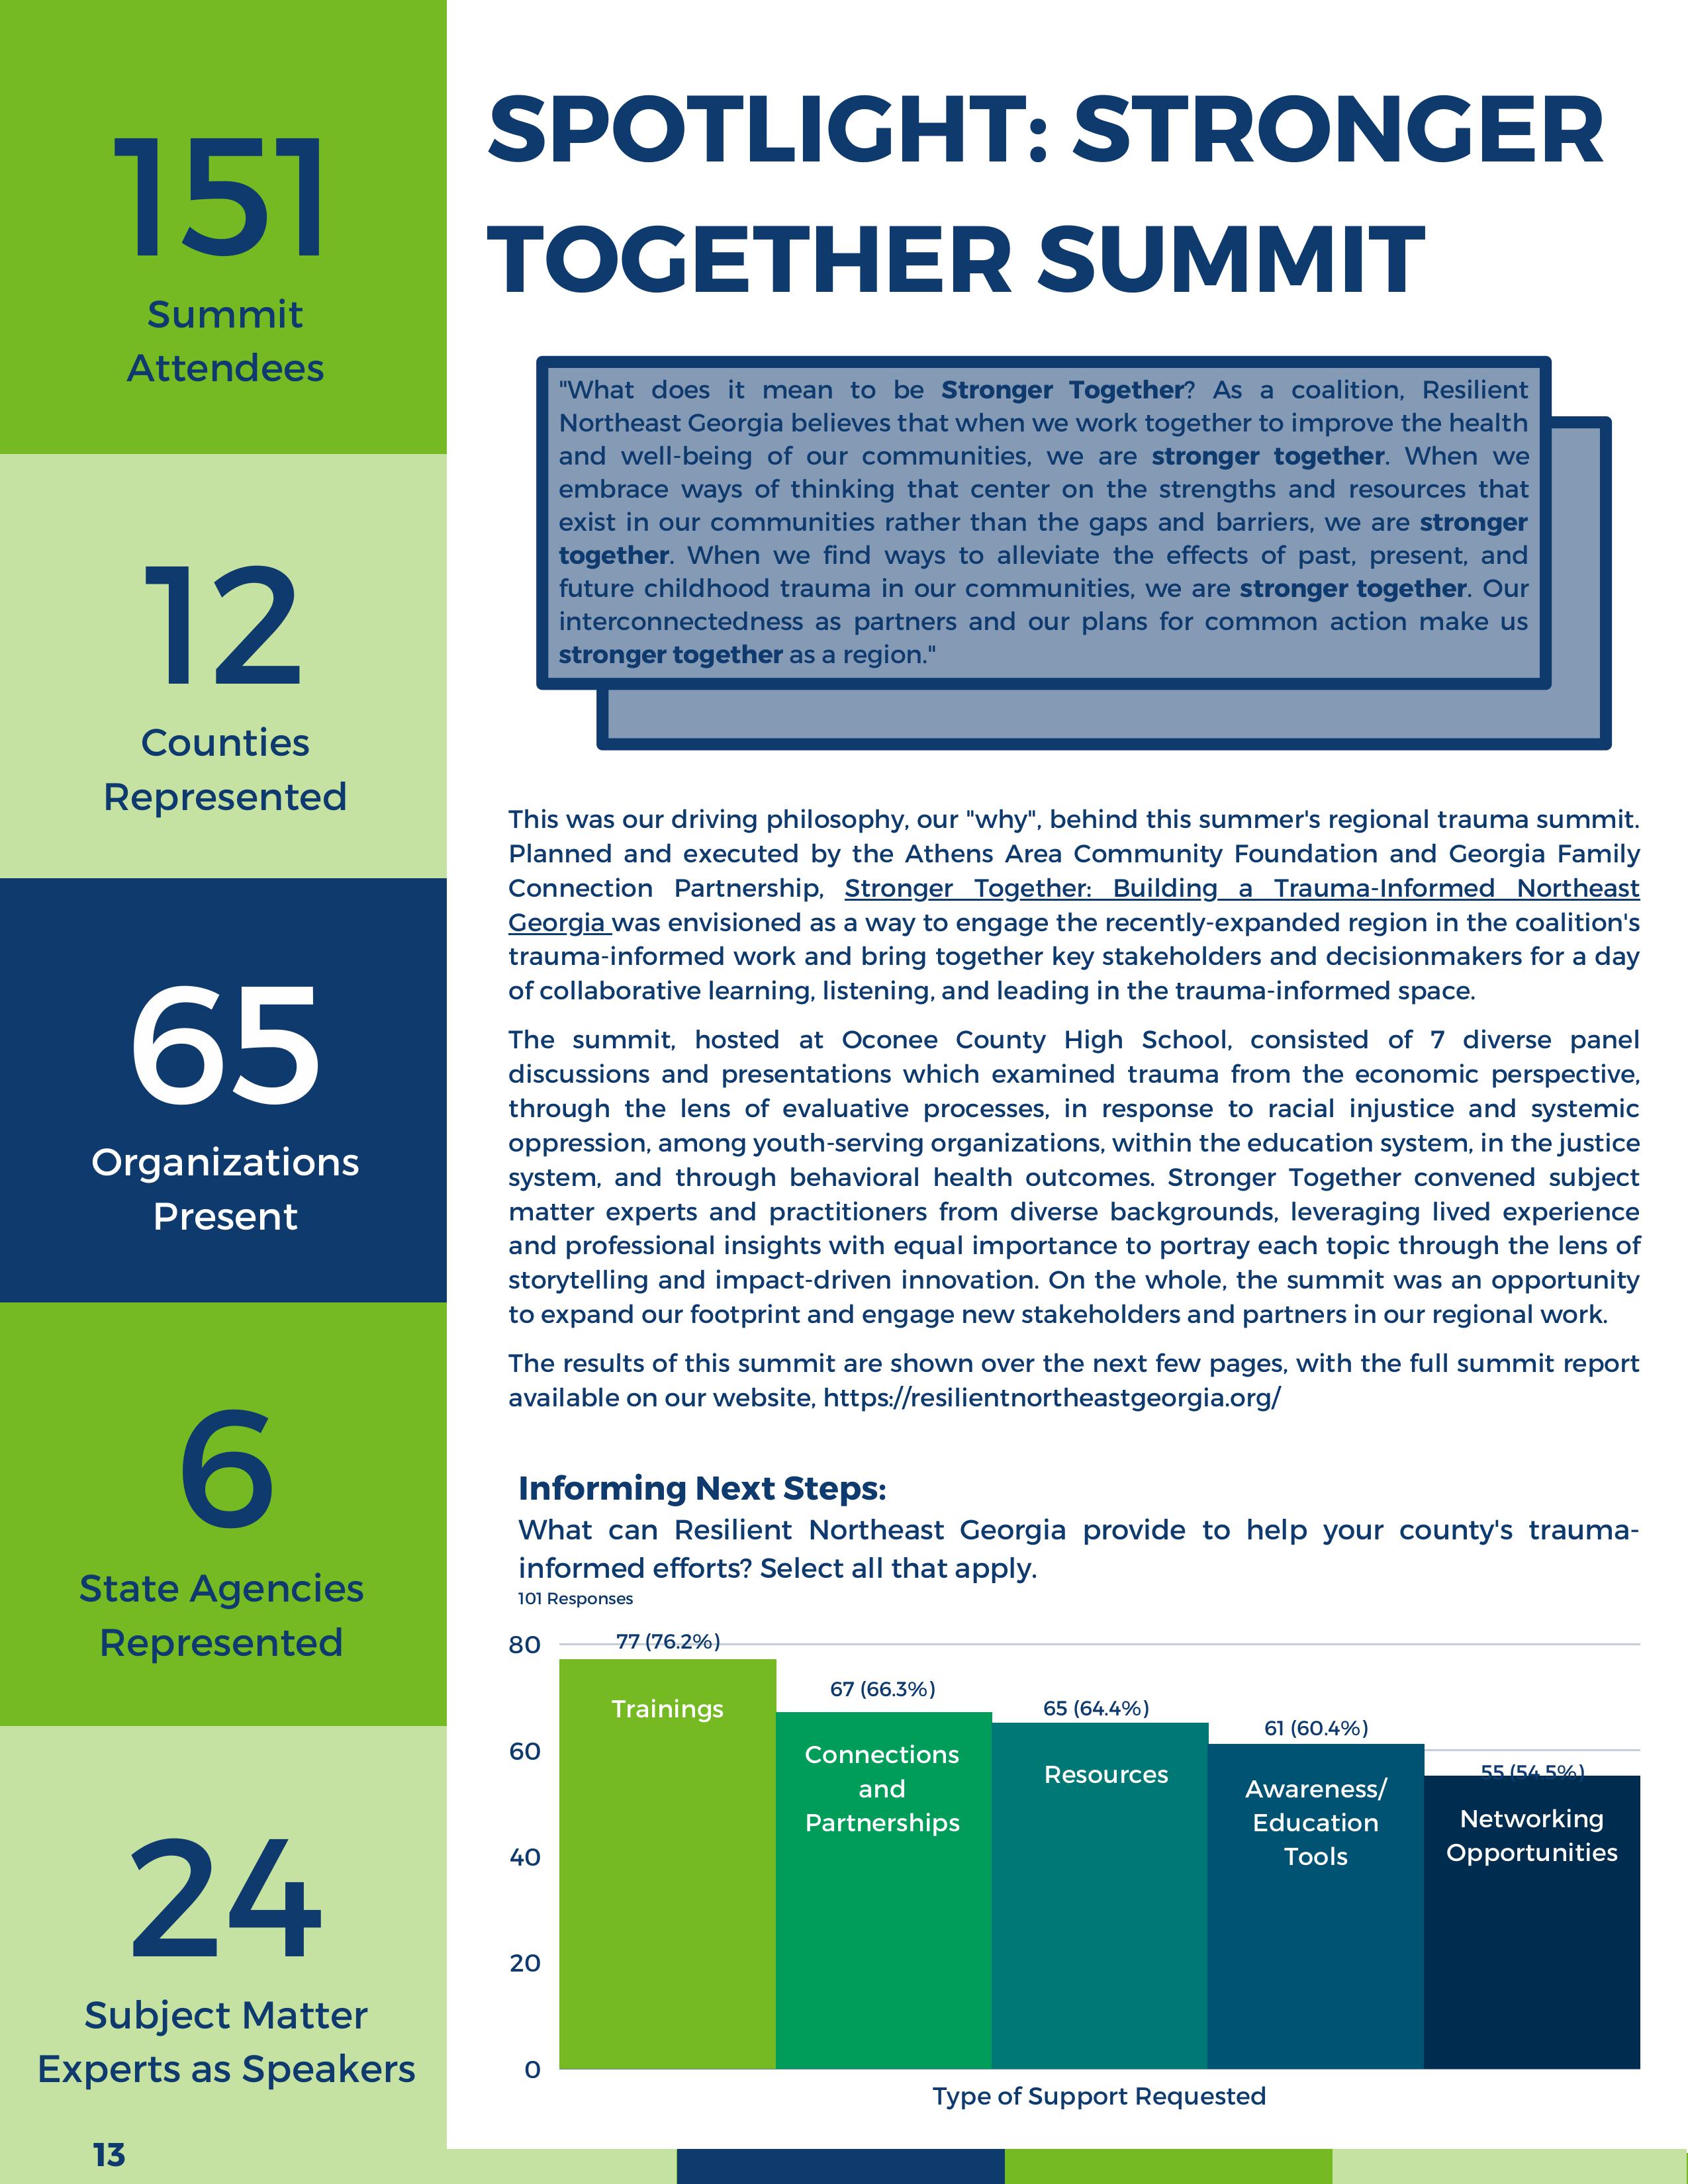 151
Summit
Attendees
12
Counties
Represented
65
Organizations
Present
6
State Agencies
Represented
24
Subject Matter
Experts as Speakers
13
SPOTLIGHT: STRONGER
TOGETHER SUMMIT
"What does it mean to be Stronger Together? As a coalition, Resilient
Northeast Georgia believes that when we work together to improve the health
and well-being of our communities, we are stronger together. When we
embrace ways of thinking that center on the strengths and resources that
exist in our communities rather than the gaps and barriers, we are stronger
together. When we find ways to alleviate the effects of past, present, and
future childhood trauma in our communities, we are stronger together. Our
interconnectedness as partners and our plans for common action make us
stronger together as a region."
This was our driving philosophy, our "why", behind this summer's regional trauma summit.
Planned and executed by the Athens Area Community Foundation and Georgia Family
Connection Partnership, Stronger Together: Building a Trauma-Informed Northeast
Georgia was envisioned as a way to engage the recently-expanded region in the coalition's
trauma-informed work and bring together key stakeholders and decisionmakers for a day
of collaborative learning, listening, and leading in the trauma-informed space.
The summit, hosted at Oconee County High School, consisted of 7 diverse panel
discussions and presentations which examined trauma from the economic perspective,
through the lens of evaluative processes, in response to racial injustice and systemic
oppression, among youth-serving organizations, within the education system, in the justice
system, and through behavioral health outcomes. Stronger Together convened subject
matter experts and practitioners from diverse backgrounds, leveraging lived experience
and professional insights with equal importance to portray each topic through the lens of
storytelling and impact-driven innovation. On the whole, the summit was an opportunity
to expand our footprint and engage new stakeholders and partners in our regional work.
The results of this summit are shown over the next few pages, with the full summit report
available on our website, https://resilientnortheastgeorgia.org/
Informing Next Steps:
What can Resilient Northeast Georgia provide to help your county's trauma-
informed efforts? Select all that apply.
101 Responses
80
60
40
20
0
77 (76.2%)
Trainings
67 (66.3%)
Connections
and
Partnerships
65 (64.4%)
Resources
61 (60.4%)
Awareness/
Education
Tools
55 (54.5%)
Networking
Opportunities
Type of Support Requested